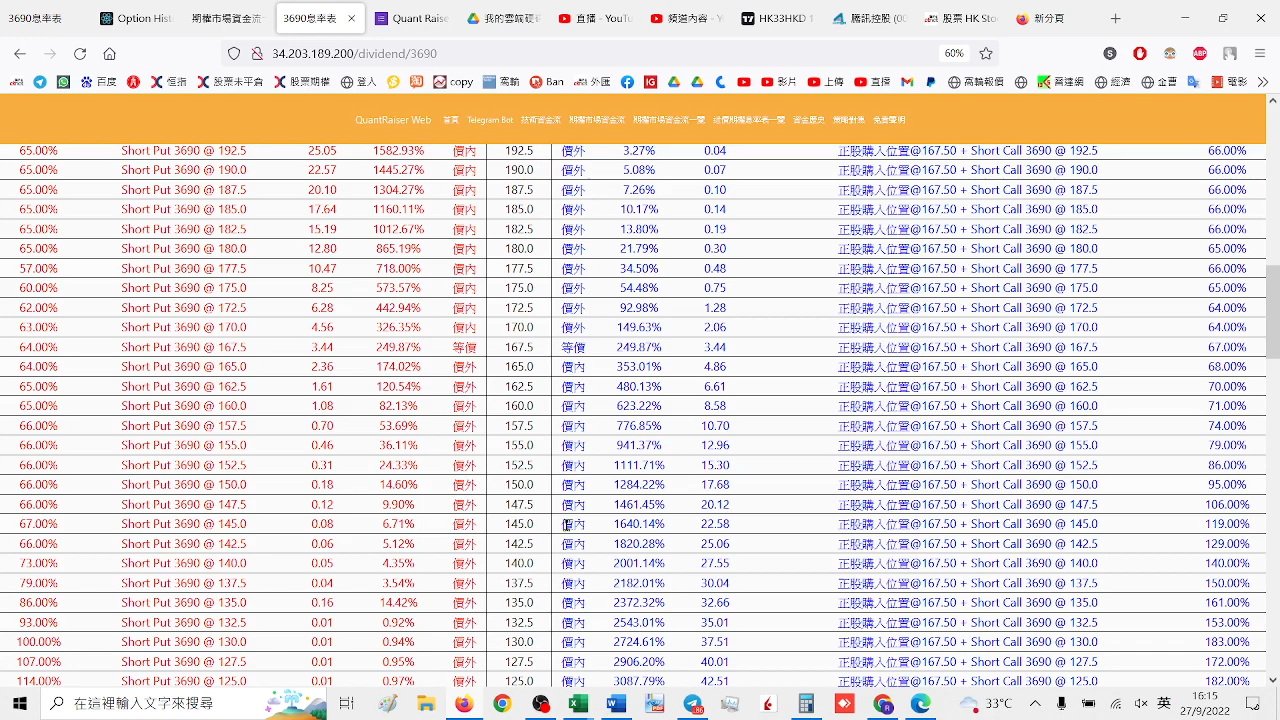 3690息率表
Option His
期權市場資金流
3690息率表
Quant Raise
我的雲端硬
直播 - YouTu
頻道內容 - Y
HK33HKD 1
騰訊控股 (00
股票 HK Sto
新分頁
34.203.189.200/dividend/3690
60%
百度
恒指
股票未平倉
股票期權
登入
copy
Ban
外匯
影片
上傳
直播
高輪報價
晉達網
經濟
金曹
電影
QuantRaiser Web 首頁 Telegram Bot 技術資金流 期權市場資金流 期權市場資金流一覽 資金歷史 免責聲明
65.00% Short Put 3690 @ 192.5 25.05 1582.93% 價內 192.5 價外 3.27% 0.04 正股購入位置@167.50 + Short Call 3690 @ 192.5 66.00%
65.00% Short Put 3690 @ 190.0 22.57 1445.27% 價內 190.0 價外 5.08% 0.07 正股購入位置@167.50 + Short Call 3690 @ 190.0 66.00%
65.00% Short Put 3690 @ 187.5 20.10 1304.27% 價內 187.5 價外 7.26% 0.10 正股購入位置@167.50 + Short Call 3690 @ 187.5 66.00%
65.00% Short Put 3690 @ 185.0 17.64 1160.11% 價內 185.0 價外 10.17% 0.14 正股購入位置@167.50 + Short Call 3690 @ 185.0 66.00%
65.00% Short Put 3690 @ 182.5 15.19 1012.67% 價內 182.5 價外 13.80% 0.19 正股購入位置@167.50 + Short Call 3690 @ 182.5 66.00%
65.00% Short Put 3690 @ 180.0 12.80 865.19% 價內 180.0 價外 21.79% 0.30 正股購入位置@167.50 + Short Call 3690 @ 180.0 65.00%
57.00% Short Put 3690 @ 177.5 10.47 718.00% 價內 177.5 價外 34.50% 0.48 正股購入位置@167.50 + Short Call 3690 @ 177.5 66.00%
60.00% Short Put 3690 @ 175.0 8.25 573.57% 價內 175.0 價外 54.48% 0.75 正股購入位置@167.50 + Short Call 3690 @ 175.0 65.00%
62.00% Short Put 3690 @ 172.5 6.28 442.94% 價內 172.5 價外 92.98% 1.28 正股購入位置@167.50 + Short Call 3690 @ 172.5 64.00%
63.00% Short Put 3690 @ 170.0 4.56 326.35% 價內 170.0 價外 149.63% 2.06 正股購入位置@167.50 + Short Call 3690 @ 170.0 64.00%
64.00% Short Put 3690 @ 167.5 3.44 249.87% 等價 167.5 等價 249.87% 3.44 正股購入位置@167.50 + Short Call 3690 @ 167.5 67.00%
64.00% Short Put 3690 @ 165.0 2.36 174.02% 價外 165.0 價內 353.01% 4.86 正股購入位置@167.50 + Short Call 3690 @ 165.0 68.00%
65.00% Short Put 3690 @ 162.5 1.61 120.54% 價外 162.5 價內 480.13% 6.61 正股購入位置@167.50 + Short Call 3690 @ 162.5 70.00%
65.00% Short Put 3690 @ 160.0 1.08 82.13% 價外 160.0 價內 623.22% 8.58 正股購入位置@167.50 + Short Call 3690 @ 160.0 71.00%
66.00% Short Put 3690 @ 157.5 0.70 53.69% 價外 157.5 價內 776.85% 10.70 正股購入位置@167.50 + Short Call 3690 @ 157.5 74.00%
66.00% Short Put 3690 @ 155.0 0.46 36.11% 價外 155.0 價內 941.37% 12.96 正股購入位置@167.50 + Short Call 3690 @ 155.0 79.00%
66.00% Short Put 3690 @ 152.5 0.31 24.33% 價外 152.5 價內 1111.71% 15.30 正股購入位置@167.50 + Short Call 3690 @ 152.5 86.00%
66.00% Short Put 3690 @ 150.0 0.18 14.60% 價外 150.0 價內 1284.22% 17.68 正股購入位置@167.50 + Short Call 3690 @ 150.0 95.00%
66.00% Short Put 3690 @ 147.5 0.12 9.90% 價外 147.5 價內 1461.45% 20.12 正股購入位置@167.50 + Short Call 3690 @ 147.5 106.00%
67.00% Short Put 3690 @ 145.0 0.08 6.71% 價外 145.0 價內 1640.14% 22.58 正股購入位置@167.50 + Short Call 3690 @ 145.0 119.00%
66.00% Short Put 3690 @ 142.5 0.06 5.12% 價外 142.5 價內 1820.28% 25.06 正股購入位置@167.50 + Short Call 3690 @ 142.5 129.00%
73.00% Short Put 3690 @ 140.0 0.05 4.35% 價外 140.0 價內 2001.14% 27.55 正股購入位置@167.50 + Short Call 3690 @ 140.0 140.00%
79.00% Short Put 3690 @ 137.5 0.04 3.54% 價外 137.5 價內 2182.01% 30.04 正股購入位置@167.50 + Short Call 3690 @ 137.5 150.00%
86.00% Short Put 3690 @ 135.0 0.16 14.42% 價外 135.0 價內 2372.32% 32.66 正股購入位置@167.50 + Short Call 3690 @ 135.0 161.00%
93.00% Short Put 3690 @ 132.5 0.01 0.92% 價外 132.5 價內 2543.01% 35.01 正股購入位置@167.50 + Short Call 3690 @ 132.5 153.00%
100.00% Short Put 3690 @ 130.0 0.01 0.94% 價外 130.0 價內 2724.61% 37.51 正股購入位置@167.50 + Short Call 3690 @ 130.0 183.00%
107.00% Short Put 3690 @ 127.5 0.01 0.95% 價外 127.5 價內 2906.20% 40.01 正股購入位置@167.50 + Short Call 3690 @ 127.5 172.00%
114.00% Short Put 3690 @ 125.0 0.01 0.97% 價外 125.0 價內 3087.79% 42.51 正股購入位置@167.50 + Short Call 3690 @ 125.0 182.00%
在這裡輸入文字來搜尋
33°C
英
16:15
27/9/2022